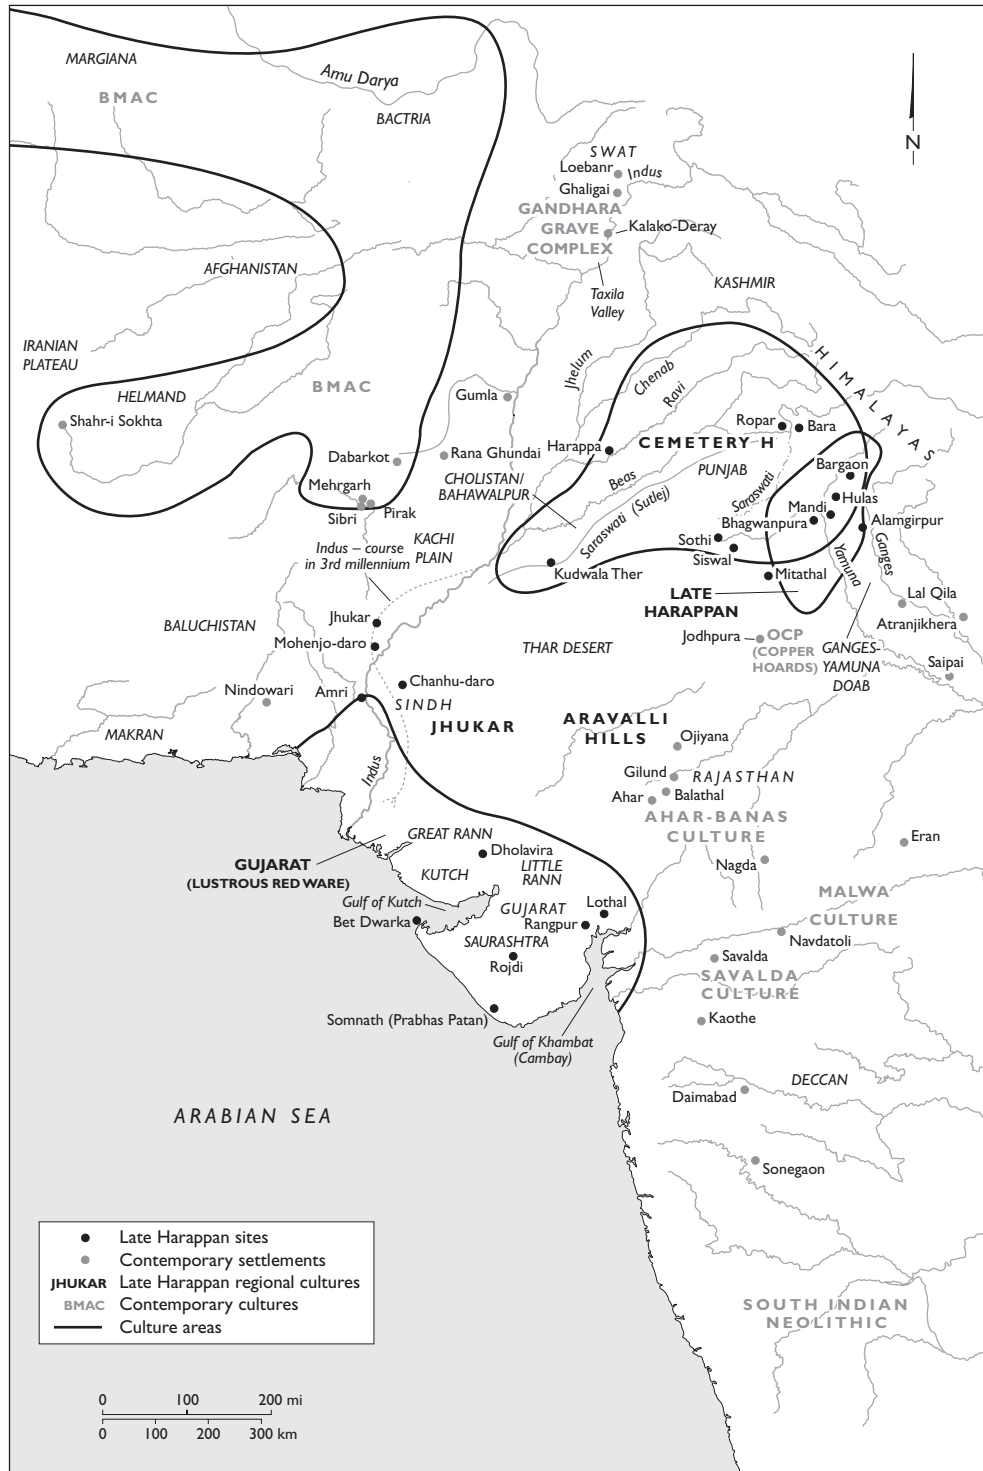 MARGIANA
BMAC
Amu Darya
BACTRIA
N
SWAT
Loebanr
Indus
Ghaligai
GANDHARA
GRAVE
COMPLEX
Kalako-Deray
AFGHANISTAN
Taxila
Valley
KASHMIR
IRANIAN
PLATEAU
HELMAND
BMAC
Shahr-i Sokhta
Gumla
Jhelum
Chenab
Ravi
HIMALAYAS
Ropar
Bara
Harappa
CEMETERY H
Dabarkot
Rana Ghundai
PUNJAB
Bargaon
CHOLISTAN/
BAHAWALPUR
Beas
Saraswati (Sutlej)
Saraswati
Mehrgarh
Sibri
Pirak
Hulas
Mandi
Bhagwanpura
Alamgirpur
Sothi
Siswal
KACHI
PLAIN
Indus – course
in 3rd millennium
Kudwala Ther
Mitathal
Yamuna
Ganges
LATE
HARAPPAN
Lal Qila
Atranjikhera
Jhukar
Mohenjo-daro
BALUCHISTAN
THAR DESERT
Jodhpura
OCP
(COPPER
HOARDS)
GANGES-
YAMUNA
DOAB
Saipai
Nindowari
Amri
Chanhu-daro
SINDH
JHUKAR
MAKRAN
ARAVALLI
HILLS
Ojiyana
Indus
Gilund
RAJASTHAN
Ahar
Balathal
AHAR-BANAS
CULTURE
Eran
GREAT RANN
Dholavira
GUJARAT
(LUSTROUS RED WARE)
KUTCH
LITTLE
RANN
Nagda
MALWA
CULTURE
Gulf of Kutch
GUJARAT
Lothal
Bet Dwarka
Rangpur
Navdatoli
SAURASHTRA
Rojdi
Savalda
SAVALDA
CULTURE
Somnath (Prabhas Patan)
Kaothe
Gulf of Khambat
(Cambay)
DECCAN
Daimabad
ARABIAN SEA
Sonegaon
Late Harappan sites
Contemporary settlements
JHUKAR Late Harappan regional cultures
BMAC Contemporary cultures
Culture areas
SOUTH INDIAN
NEOLITHIC
0 100 200 mi
0 100 200 300 km